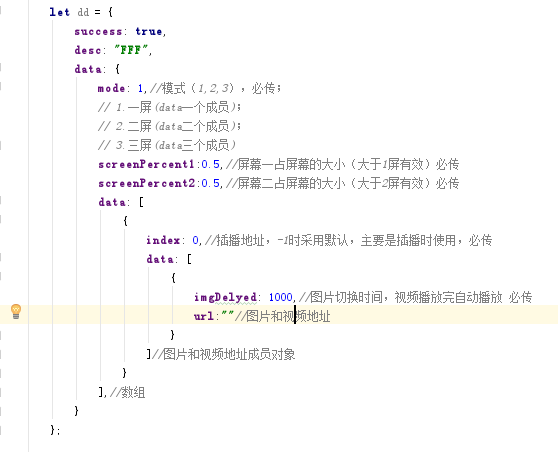 let dd = {
success: true,
desc: "FFF",
data: {
mode: 1,//模式（1,2,3），必传；
// 1.一屏(data一个成员);
// 2.二屏(data二个成员);
// 3.三屏(data三个成员)
screenPercent1:0.5,//屏幕一占屏幕的大小（大于1屏有效）必传
screenPercent2:0.5,//屏幕二占屏幕的大小（大于2屏有效）必传
data: [
{
index: 0,//插播地址，-1时采用默认，主要是插播时使用，必传
data: [
{
imgDelyed: 1000,//图片切换时间，视频播放完自动播放 必传
url:""//图片和视频地址
}
]//图片和视频地址成员对象
}
],//数组
}
};